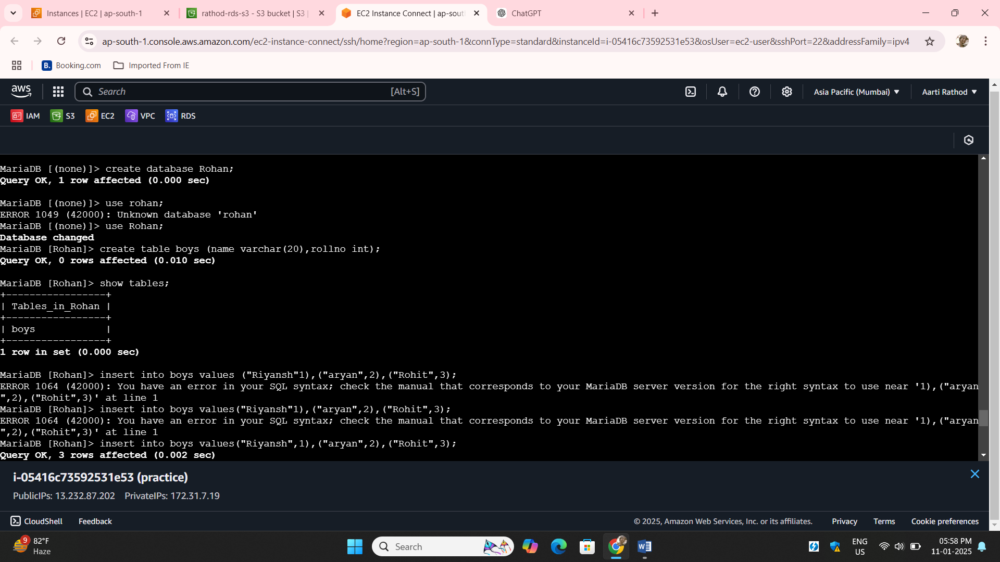 Instances | EC2 | ap-south-1
rathod-rds-s3 - S3 bucket | S3 |
EC2 Instance Connect | ap-sout
ChatGPT
ap-south-1.console.aws.amazon.com/ec2-instance-connect/ssh/home?region=ap-south-1&connType=standard&instanceId=i-05416c73592531e53&osUser=ec2-user&sshPort=22&addressFamily=ipv4
B. Booking.com
Imported From IE
aws
Search
[Alt+S]
Asia Pacific (Mumbai)
Aarti Rathod
IAM
S3
EC2
VPC
RDS
MariaDB [(none)]> create database Rohan;
Query OK, 1 row affected (0.000 sec)
MariaDB [(none)]> use rohan;
ERROR 1049 (42000): Unknown database 'rohan'
MariaDB [(none)]> use Rohan;
Database changed
MariaDB [Rohan]> create table boys (name varchar(20),rollno int);
Query OK, 0 rows affected (0.010 sec)
MariaDB [Rohan]> show tables;
+-----------------+
| Tables_in_Rohan |
+-----------------+
| boys            |
+-----------------+
1 row in set (0.000 sec)
MariaDB [Rohan]> insert into boys values ("Riyansh"1),("aryan",2),("Rohit",3);
ERROR 1064 (42000): You have an error in your SQL syntax; check the manual that corresponds to your MariaDB server version for the right syntax to use near '1),("aryan
",2),("Rohit",3)' at line 1
MariaDB [Rohan]> insert into boys values("Riyansh"1),("aryan",2),("Rohit",3);
ERROR 1064 (42000): You have an error in your SQL syntax; check the manual that corresponds to your MariaDB server version for the right syntax to use near '1),("aryan
",2),("Rohit",3)' at line 1
MariaDB [Rohan]> insert into boys values("Riyansh",1),("aryan",2),("Rohit",3);
Query OK, 3 rows affected (0.002 sec)
i-05416c73592531e53 (practice)
PublicIPs: 13.232.87.202 PrivateIPs: 172.31.7.19
CloudShell
Feedback
© 2025, Amazon Web Services, Inc. or its affiliates.
Privacy
Terms
Cookie preferences
9
82°F
Haze
Search
ENG
US
05:58 PM
11-01-2025